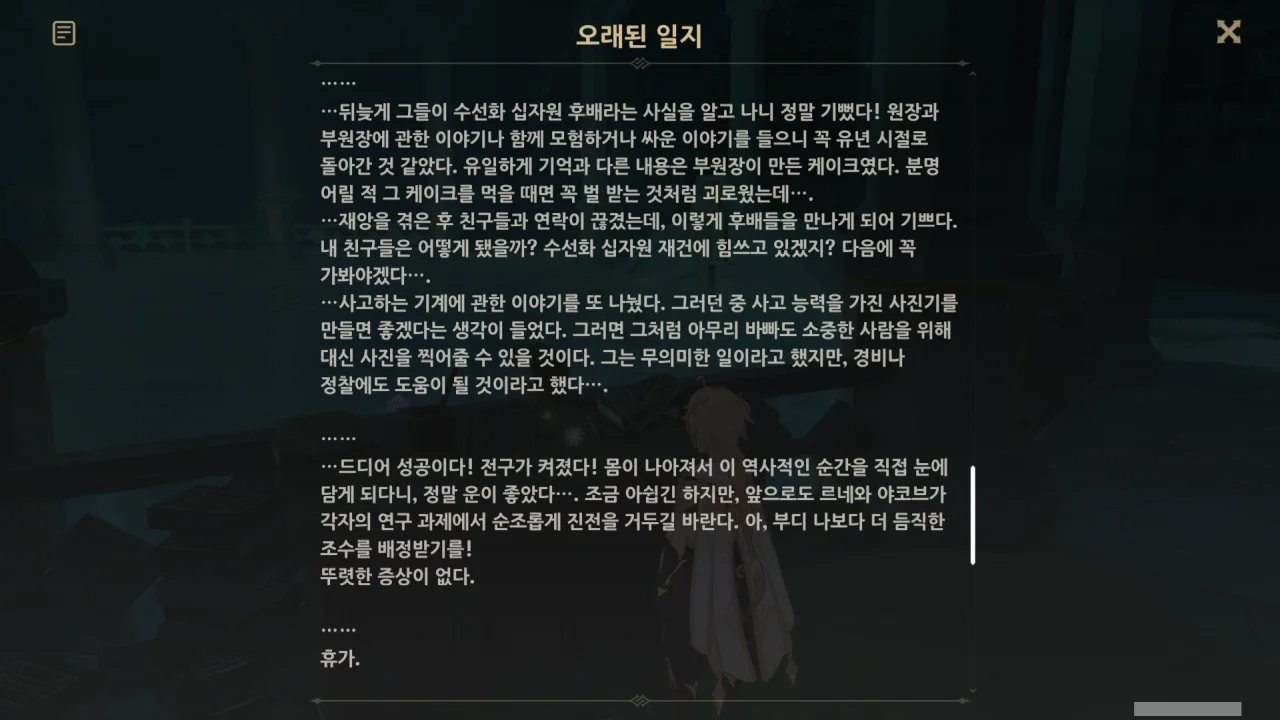 오래된 일지
……
…뒤늦게 그들이 수선화 십자원 후배라는 사실을 알고 나니 정말 기뻤다! 원장과
부원장에 관한 이야기나 함께 모험하거나 싸운 이야기를 들으니 꼭 유년 시절로
돌아간 것 같았다. 유일하게 기억과 다른 내용은 부원장이 만든 케이크였다. 분명
어릴 적 그 케이크를 먹을 때면 꼭 벌 받는 것처럼 괴로웠는데….
…재앙을 겪은 후 친구들과 연락이 끊겼는데, 이렇게 후배들을 만나게 되어 기쁘다.
내 친구들은 어떻게 됐을까? 수선화 십자원 재건에 힘쓰고 있겠지? 다음에 꼭
가봐야겠다….
…사고하는 기계에 관한 이야기를 또 나눴다. 그러던 중 사고 능력을 가진 사진기를
만들면 좋겠다는 생각이 들었다. 그러면 그처럼 아무리 바빠도 소중한 사람을 위해
대신 사진을 찍어줄 수 있을 것이다. 그는 무의미한 일이라고 했지만, 경비나
정찰에도 도움이 될 것이라고 했다….
……
…드디어 성공이다! 전구가 켜졌다! 몸이 나아져서 이 역사적인 순간을 직접 눈에
담게 되다니, 정말 운이 좋았다…. 조금 아쉽긴 하지만, 앞으로도 르네와 야코브가
각자의 연구 과제에서 순조롭게 진전을 거두길 바란다. 아, 부디 나보다 더 듬직한
조수를 배정받기를!
뚜렷한 증상이 없다.
……
휴가.